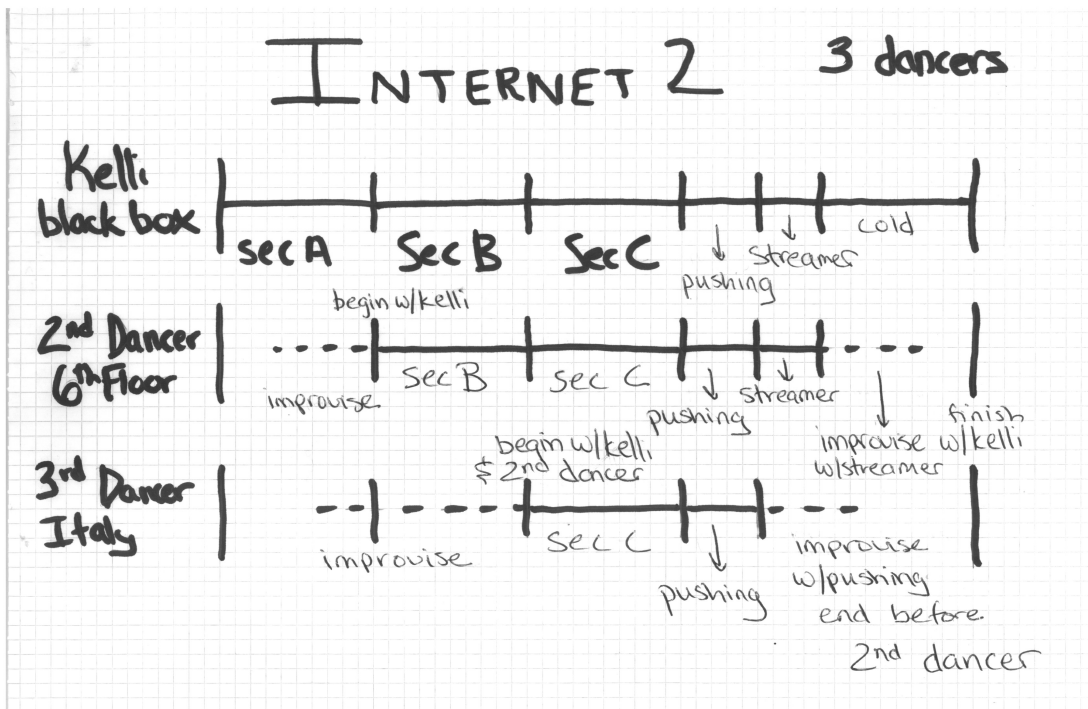 INTERNET 2
3 dancers
Kelli
black box
sec A
Sec B
Sec C
pushing
streamer
cold
begin w/kelli
2nd Dancer
6th Floor
improvise
Sec B
Sec C
pushing
streamer
improvise w/kelli
w/streamer
finish
begin w/kelli
& 2nd dancer
3rd Dancer
Italy
improvise
Sec C
pushing
improvise
w/pushing
end before.
2nd dancer